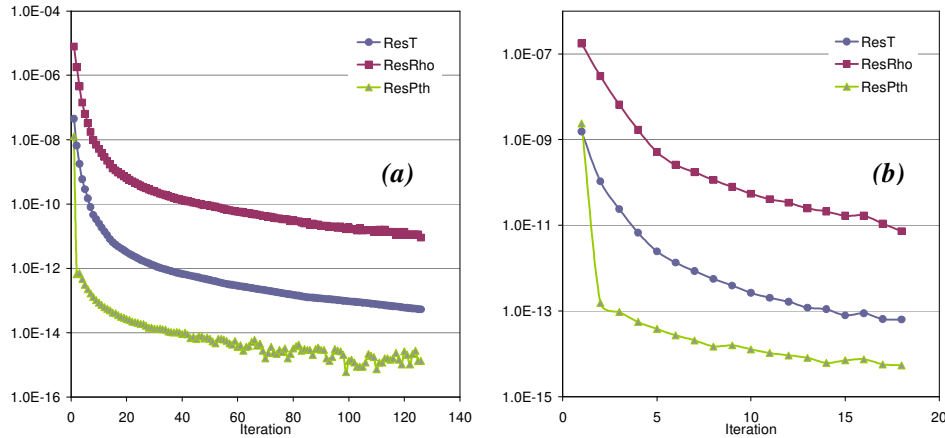 1.0E-04
1.0E-06
1.0E-08
1.0E-10
1.0E-12
1.0E-14
1.0E-16
0 20 40 60 80 100 120 140
Iteration
ResT
ResRho
ResPth
(a)
1.0E-07
1.0E-09
1.0E-11
1.0E-13
1.0E-15
0 5 10 15 20
Iteration
ResT
ResRho
ResPth
(b)